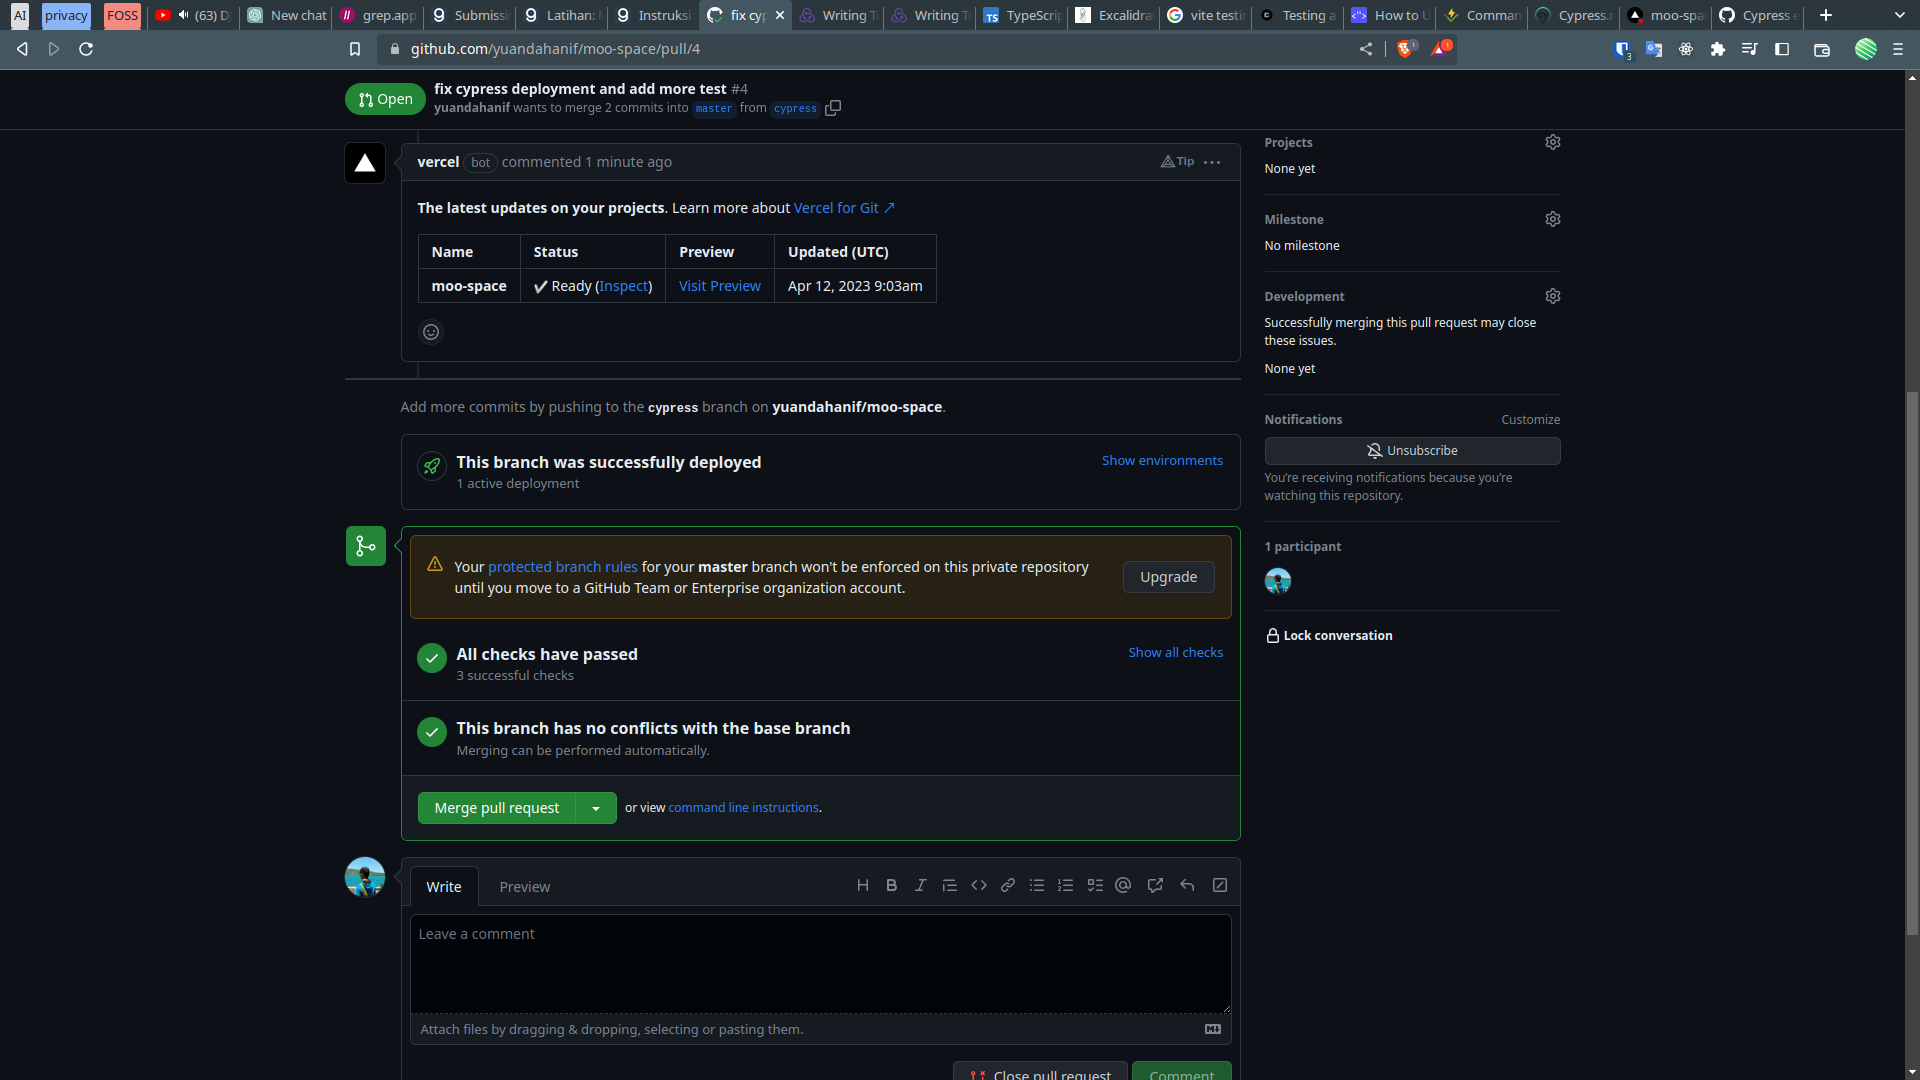 AI privacy FOSS (63) D New chat grep.app Submissi Latihan: Instruksi fix cyp Writing T Writing T TypeScrip Excalidra vite testin Testing a How to U Comman Cypress.r moo-spa Cypress e
github.com/yuandahanif/moo-space/pull/4
Open
fix cypress deployment and add more test #4
yuandahanif wants to merge 2 commits into master from cypress
vercel bot commented 1 minute ago
Tip
The latest updates on your projects. Learn more about Vercel for Git ↗
Name Status Preview Updated (UTC)
moo-space ✔ Ready (Inspect) Visit Preview Apr 12, 2023 9:03am
Add more commits by pushing to the cypress branch on yuandahanif/moo-space.
This branch was successfully deployed
1 active deployment
Show environments
Your protected branch rules for your master branch won't be enforced on this private repository
until you move to a GitHub Team or Enterprise organization account.
Upgrade
All checks have passed
3 successful checks
Show all checks
This branch has no conflicts with the base branch
Merging can be performed automatically.
Merge pull request
or view command line instructions.
Write Preview
Leave a comment
Attach files by dragging & dropping, selecting or pasting them.
Close pull request Comment
Projects
None yet
Milestone
No milestone
Development
Successfully merging this pull request may close
these issues.
None yet
Notifications Customize
Unsubscribe
You're receiving notifications because you're
watching this repository.
1 participant
Lock conversation